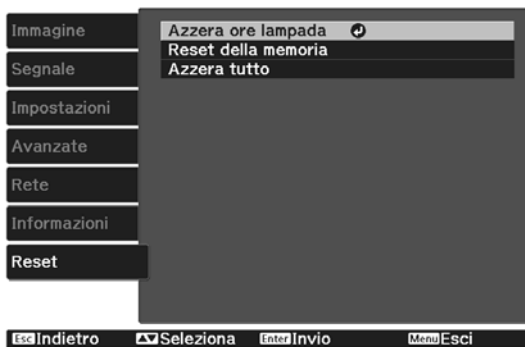 Immagine
Segnale
Impostazioni
Avanzate
Rete
Informazioni
Reset
Azzera ore lampada
Reset della memoria
Azzera tutto
Esc Indietro Seleziona Enter Invio Menu Esci